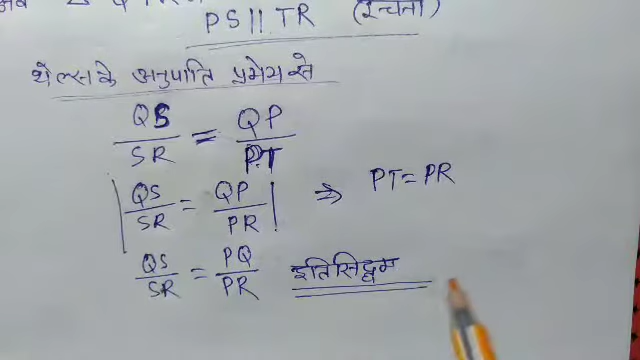 PS || TR (रचना)
थेल्सके अनुपाति प्रमेय से
QS/SR = QP/PT
QS/SR = QP/PR ⇒ PT = PR
QS/SR = PQ/PR इतिसिद्धम